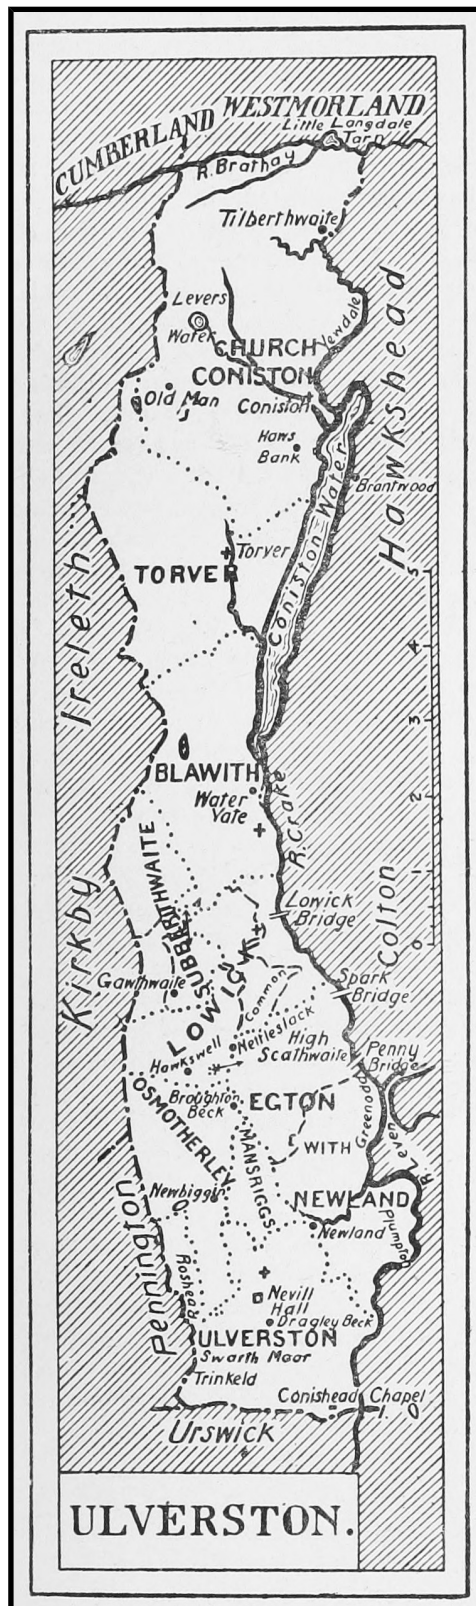 CUMBERLAND
WESTMORLAND
Little Langdale
Tarn
R. Brathay
Tilberthwaite
Levers
Water
Yewdale
CHURCH
CONISTON
Old Man
Coniston
Haws
Bank
Hawkshead
Brantwood
Coniston Water
Torver
TORVER
Ireleth
5
4
3
2
1
0
BLAWITH
Water
Yate
R. Crake
SUBBERTHWAITE
LOWICK
Lowick
Bridge
Colton
Kirkby
Gawthwaite
Common
Spark
Bridge
Nettleslack
High
Scathwaite
Hawkswell
Penny
Bridge
OSMOTHERLEY
Broughton
Beck
EGTON
Greenodd
R. Leven
MANSRIGGS
WITH
Newbiggin
NEWLAND
Newland
Plumpton
Pennington
Roshead
Nevill
Hall
Dragley Beck
ULVERSTON
Swarth Moor
Trinkeld
Conishead
Chapel
I.
Urswick
ULVERSTON.